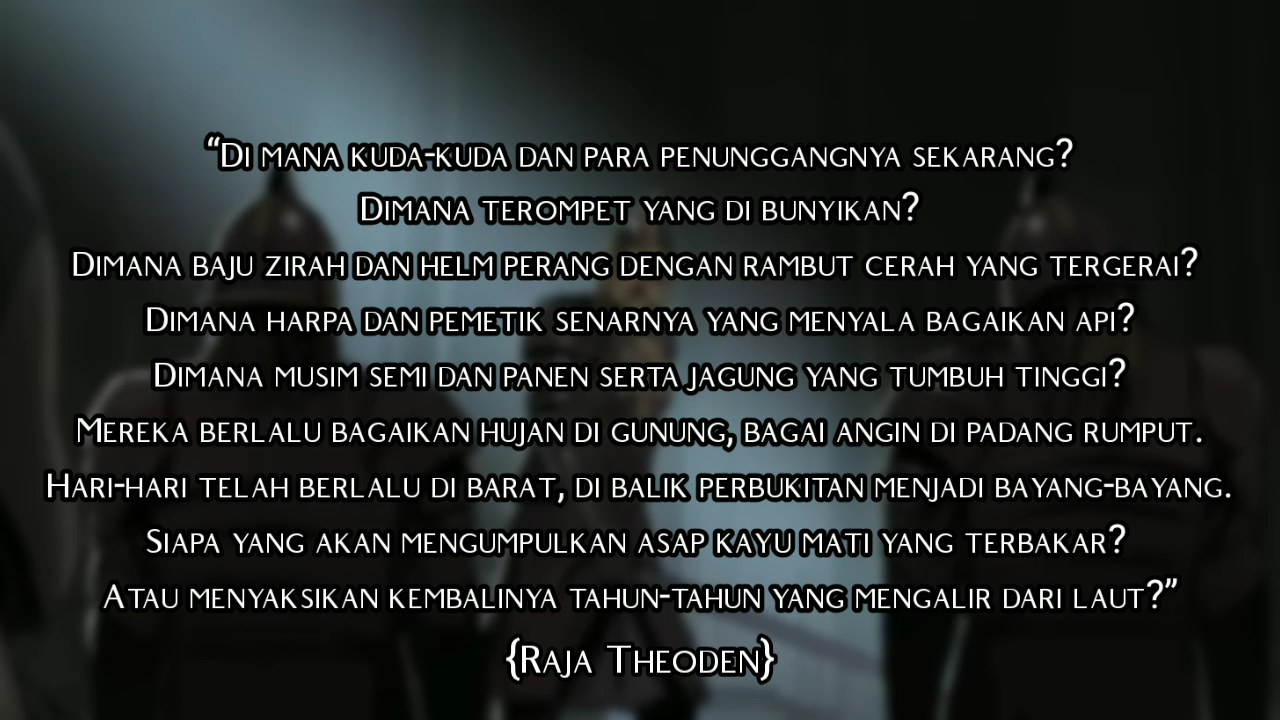 “Di mana kuda-kuda dan para penunggangnya sekarang?
Dimana terompet yang di bunyikan?
Dimana baju zirah dan helm perang dengan rambut cerah yang tergerai?
Dimana harpa dan pemetik senarnya yang menyala bagaikan api?
Dimana musim semi dan panen serta jagung yang tumbuh tinggi?
Mereka berlalu bagaikan hujan di gunung, bagai angin di padang rumput.
Hari-hari telah berlalu di barat, di balik perbukitan menjadi bayang-bayang.
Siapa yang akan mengumpulkan asap kayu mati yang terbakar?
Atau menyaksikan kembalinya tahun-tahun yang mengalir dari laut?”
{Raja Theoden}